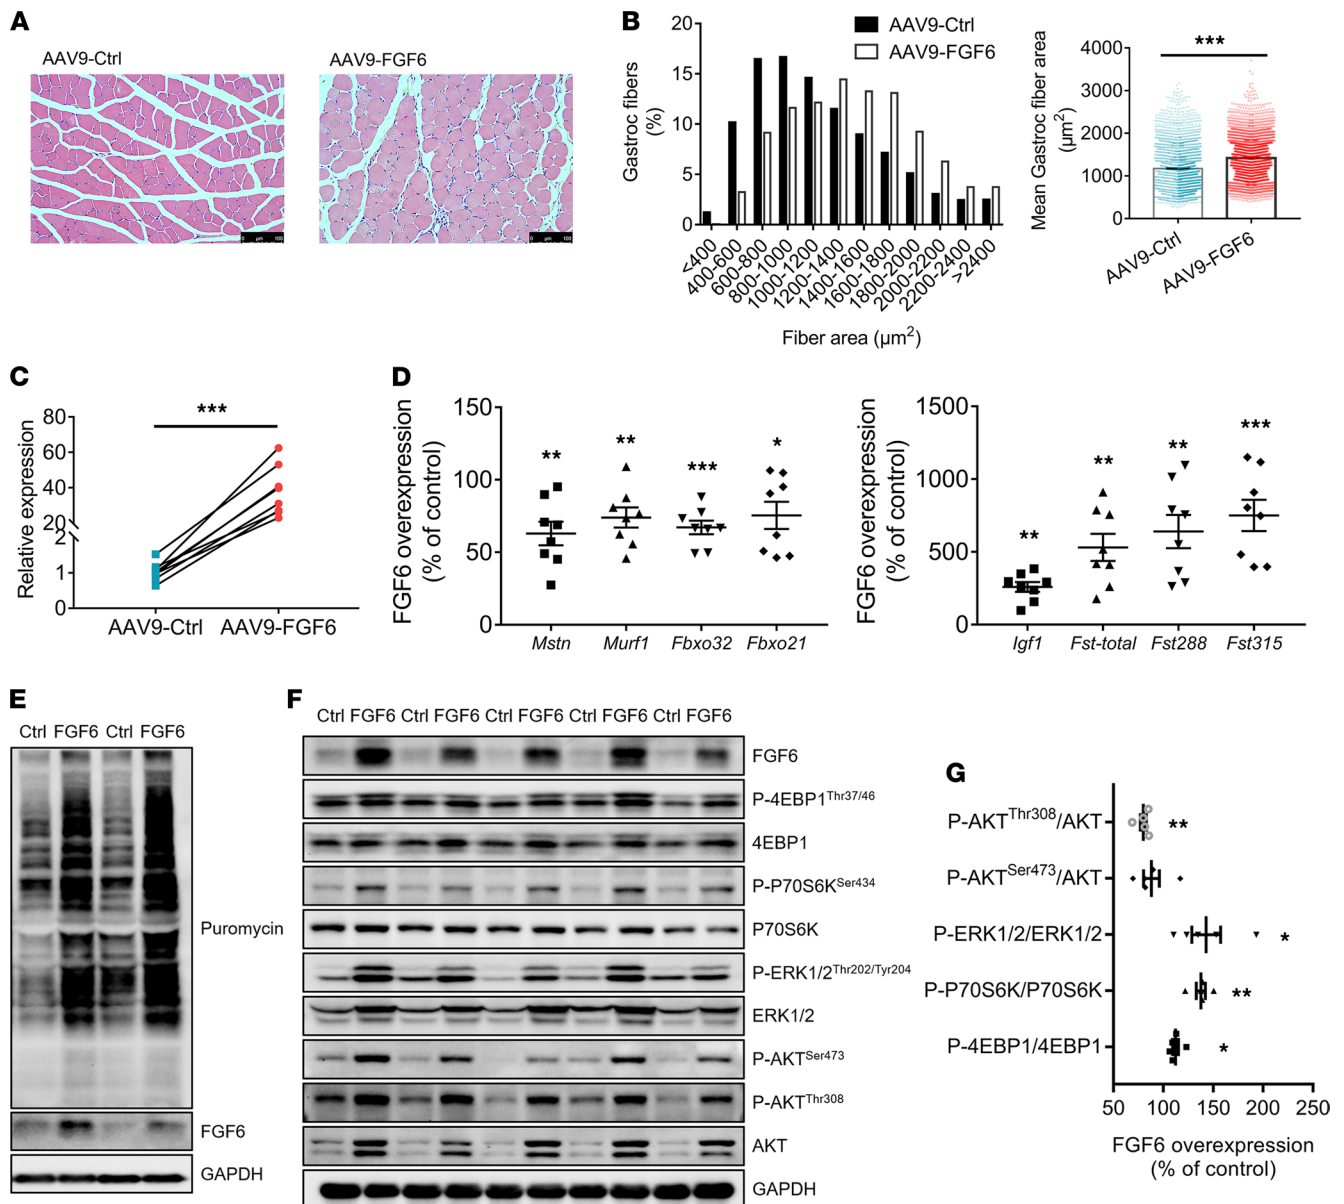 A
AAV9-Ctrl
AAV9-FGF6
0 µm 100
0 µm 100
B
AAV9-Ctrl
AAV9-FGF6
Gastroc fibers
(%)
20
15
10
5
0
<400
400-600
600-800
800-1000
1000-1200
1200-1400
1400-1600
1600-1800
1800-2000
2000-2200
2200-2400
>2400
Fiber area (µm²)
Mean Gastroc fiber area
(µm²)
4000
3000
2000
1000
0
***
AAV9-Ctrl
AAV9-FGF6
C
Relative expression
80
60
40
20
2
1
0
***
AAV9-Ctrl
AAV9-FGF6
D
FGF6 overexpression
(% of control)
150
100
50
0
**
**
***
*
Mstn
Murf1
Fbxo32
Fbxo21
FGF6 overexpression
(% of control)
1500
1000
500
0
**
**
**
***
Igf1
Fst-total
Fst288
Fst315
E
Ctrl FGF6 Ctrl FGF6
Puromycin
FGF6
GAPDH
F
Ctrl FGF6 Ctrl FGF6 Ctrl FGF6 Ctrl FGF6 Ctrl FGF6
FGF6
P-4EBP1Thr37/46
4EBP1
P-P70S6KSer434
P70S6K
P-ERK1/2Thr202/Tyr204
ERK1/2
P-AKTSer473
P-AKTThr308
AKT
GAPDH
G
P-AKTThr308/AKT
**
P-AKTSer473/AKT
P-ERK1/2/ERK1/2
*
P-P70S6K/P70S6K
**
P-4EBP1/4EBP1
*
50 100 150 200 250
FGF6 overexpression
(% of control)